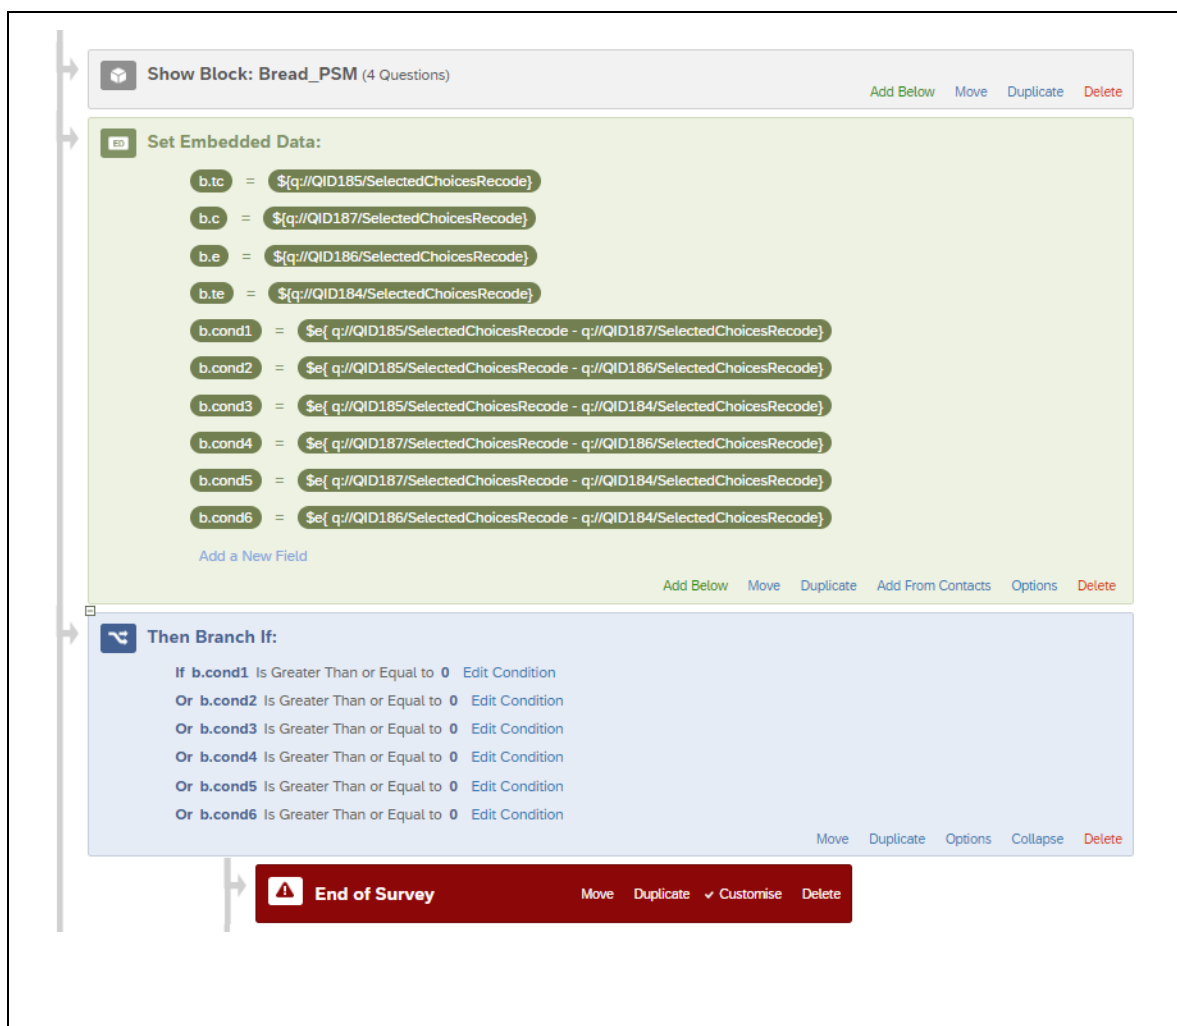 Show Block: Bread_PSM (4 Questions)
Add Below Move Duplicate Delete
ED Set Embedded Data:
b.tc = ${q://QID185/SelectedChoicesRecode}
b.c = ${q://QID187/SelectedChoicesRecode}
b.e = ${q://QID186/SelectedChoicesRecode}
b.te = ${q://QID184/SelectedChoicesRecode}
b.cond1 = $e{ q://QID185/SelectedChoicesRecode - q://QID187/SelectedChoicesRecode}
b.cond2 = $e{ q://QID185/SelectedChoicesRecode - q://QID186/SelectedChoicesRecode}
b.cond3 = $e{ q://QID185/SelectedChoicesRecode - q://QID184/SelectedChoicesRecode}
b.cond4 = $e{ q://QID187/SelectedChoicesRecode - q://QID186/SelectedChoicesRecode}
b.cond5 = $e{ q://QID187/SelectedChoicesRecode - q://QID184/SelectedChoicesRecode}
b.cond6 = $e{ q://QID186/SelectedChoicesRecode - q://QID184/SelectedChoicesRecode}
Add a New Field
Add Below Move Duplicate Add From Contacts Options Delete
Then Branch If:
If b.cond1 Is Greater Than or Equal to 0 Edit Condition
Or b.cond2 Is Greater Than or Equal to 0 Edit Condition
Or b.cond3 Is Greater Than or Equal to 0 Edit Condition
Or b.cond4 Is Greater Than or Equal to 0 Edit Condition
Or b.cond5 Is Greater Than or Equal to 0 Edit Condition
Or b.cond6 Is Greater Than or Equal to 0 Edit Condition
Move Duplicate Options Collapse Delete
End of Survey Move Duplicate ✓ Customise Delete